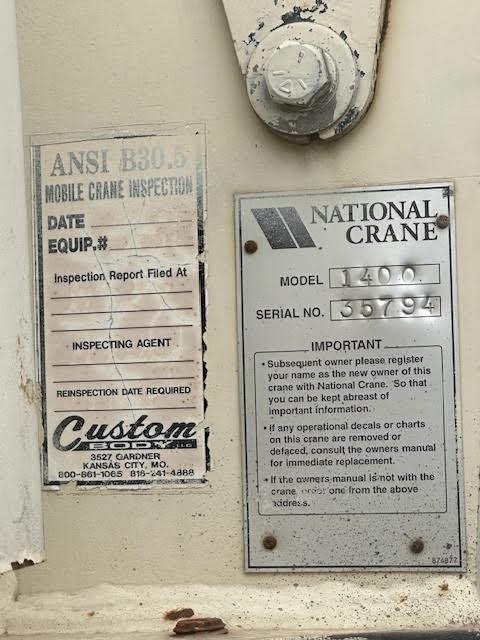 ANSI B30.5
MOBILE CRANE INSPECTION
DATE
EQUIP.#
Inspection Report Filed At
INSPECTING AGENT
REINSPECTION DATE REQUIRED
Custom
BODY, LLC
3527 GARDNER
KANSAS CITY, MO.
800-861-1065 816-241-4888
NATIONAL
CRANE
MODEL 1400
SERIAL NO. 35794
IMPORTANT
• Subsequent owner please register
your name as the new owner of this
crane with National Crane. So that
you can be kept abreast of
important information.
• If any operational decals or charts
on this crane are removed or
defaced, consult the owners manual
for immediate replacement.
• If the owners manual is not with the
crane, order one from the above
address.